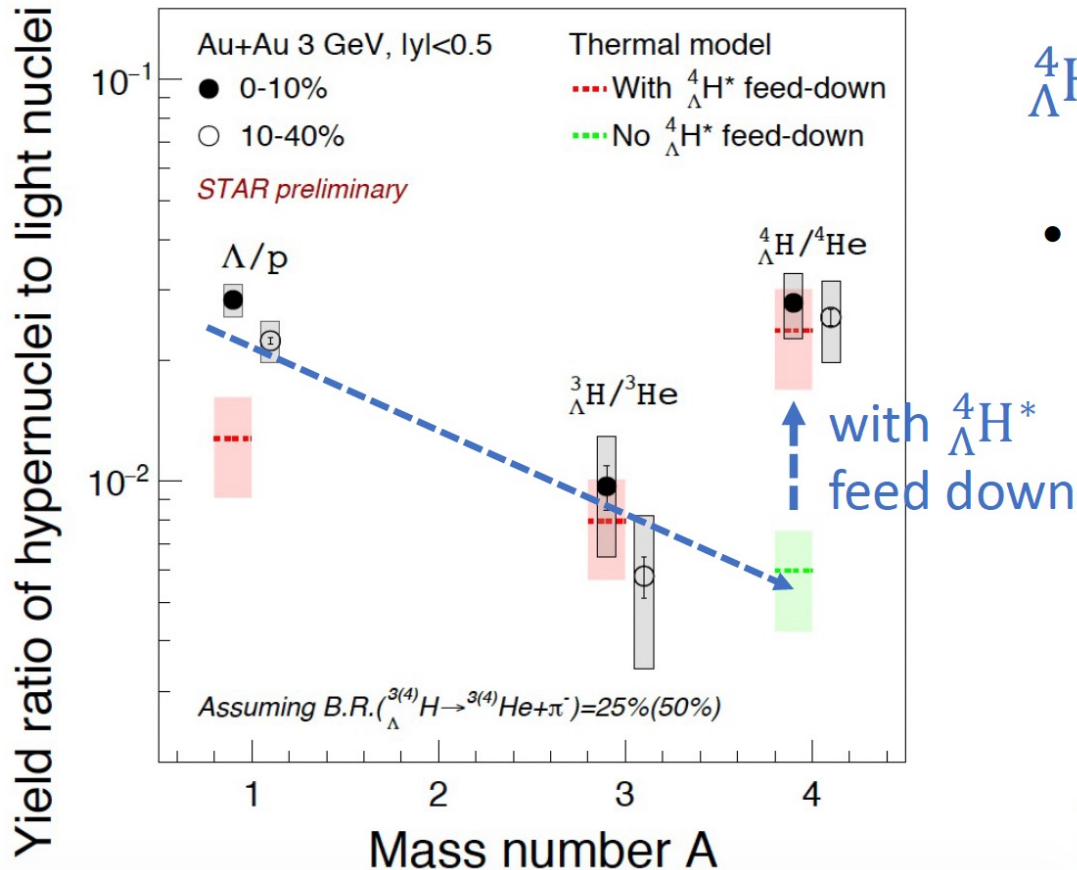 Yield ratio of hypernuclei to light nuclei
10⁻¹
10⁻²
Au+Au 3 GeV, |y|<0.5
0-10%
10-40%
STAR preliminary
Thermal model
With ⁴ΛH* feed-down
No ⁴ΛH* feed-down
Λ/p
³ΛH/³He
⁴ΛH/⁴He
with ⁴ΛH*
feed down
Assuming B.R.(³⁽⁴⁾ΛH→³⁽⁴⁾He+π⁻)=25%(50%)
1 2 3 4
Mass number A
⁴ΛH
•